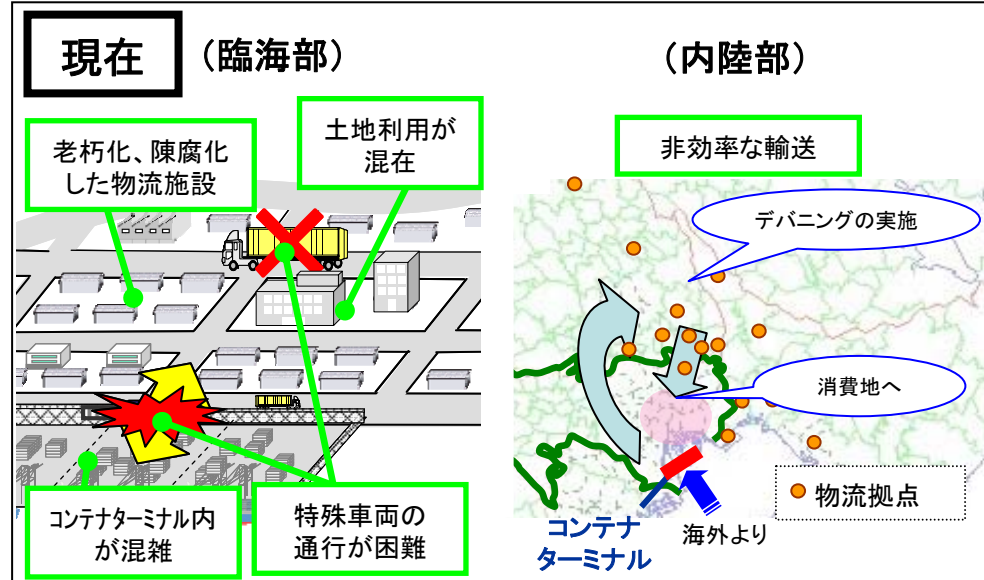 現在
（臨海部）
（内陸部）
老朽化、陳腐化
した物流施設
土地利用が
混在
非効率な輸送
デバニングの実施
消費地へ
コンテナターミナル内
が混雑
特殊車両の
通行が困難
コンテナ
ターミナル
海外より
物流拠点